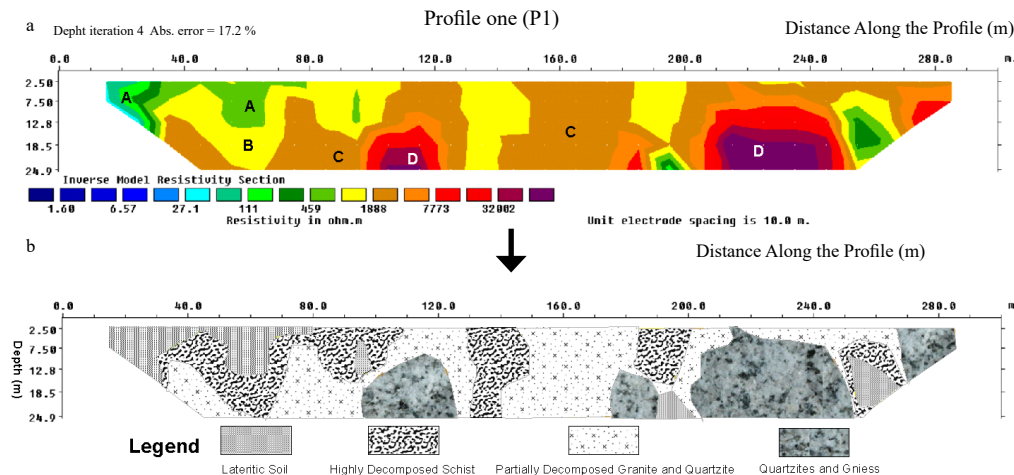 Profile one (P1)
a
Depht iteration 4 Abs. error = 17.2 %
Distance Along the Profile (m)
0.0 40.0 80.0 120 160 200 240 280 m.
2.50
7.50
12.8
18.5
24.9
A
A
B
C
D
C
D
Inverse Model Resistivity Section
1.60 6.57 27.1 111 459 1888 7773 32002
Resistivity in ohm.m
Unit electrode spacing is 10.0 m.
b
Distance Along the Profile (m)
0.0 40.0 80.0 120.0 160.0 200.0 240.0 280.0 m.
Depth (m)
2.50
7.50
12.8
18.5
24.9
Legend
Lateritic Soil
Highly Decomposed Schist
Partially Decomposed Granite and Quartzite
Quartzites and Gniess